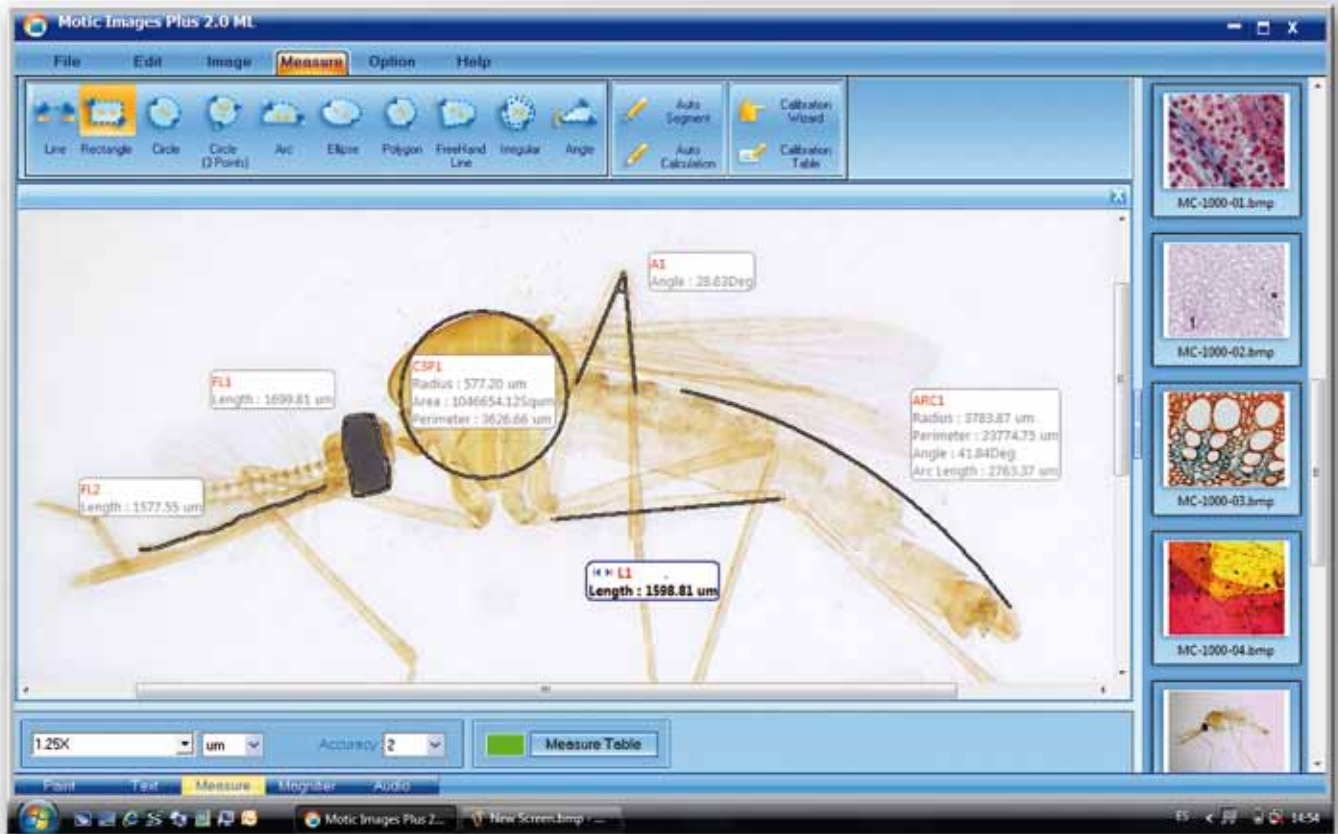 Motic Images Plus 2.0 ML
File Edit Image Measure Option Help
Line Rectangle Circle Circle (3 Points) Arc Ellipse Polygon FreeHand Line Irregular Angle
Auto Segment
Auto Calculation
Calibration Wizard
Calibration Table
MC-1000-01.bmp
MC-1000-02.bmp
MC-1000-03.bmp
MC-1000-04.bmp
A1
Angle : 28.63Deg
C3P1
Radius : 577.20 um
Area : 1046654.12Squm
Perimeter : 3626.66 um
FL1
Length : 1699.81 um
ARC1
Radius : 3783.87 um
Perimeter : 23774.75 um
Angle : 41.84Deg
Arc Length : 2763.37 um
FL2
Length : 1577.55 um
L1
Length : 1598.81 um
1.25X um Accuracy 2 Measure Table
Paint Text Measure Magnifier Audio
Motic Images Plus 2... New Screen.bmp - ... ES 14:54